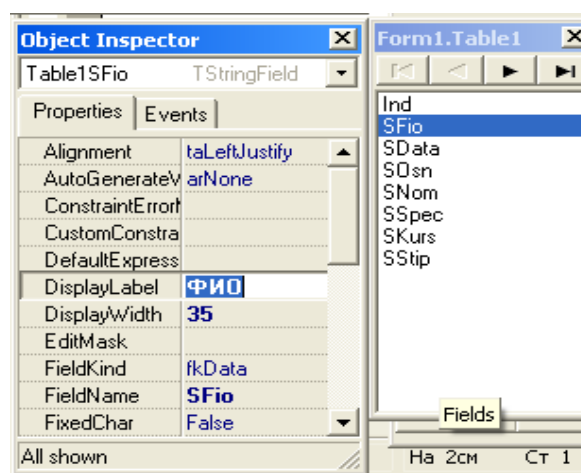 Object Inspector
Table1SFio TStringField
Properties Events
Alignment taLeftJustify
AutoGenerateV arNone
ConstraintErrorM
CustomConstra
DefaultExpress
DisplayLabel ФИО
DisplayWidth 35
EditMask
FieldKind fkData
FieldName SFio
FixedChar False
All shown
Form1.Table1
Ind
SFio
SData
SOsn
SNom
SSpec
SKurs
SStip
Fields
На 2см Ст 1